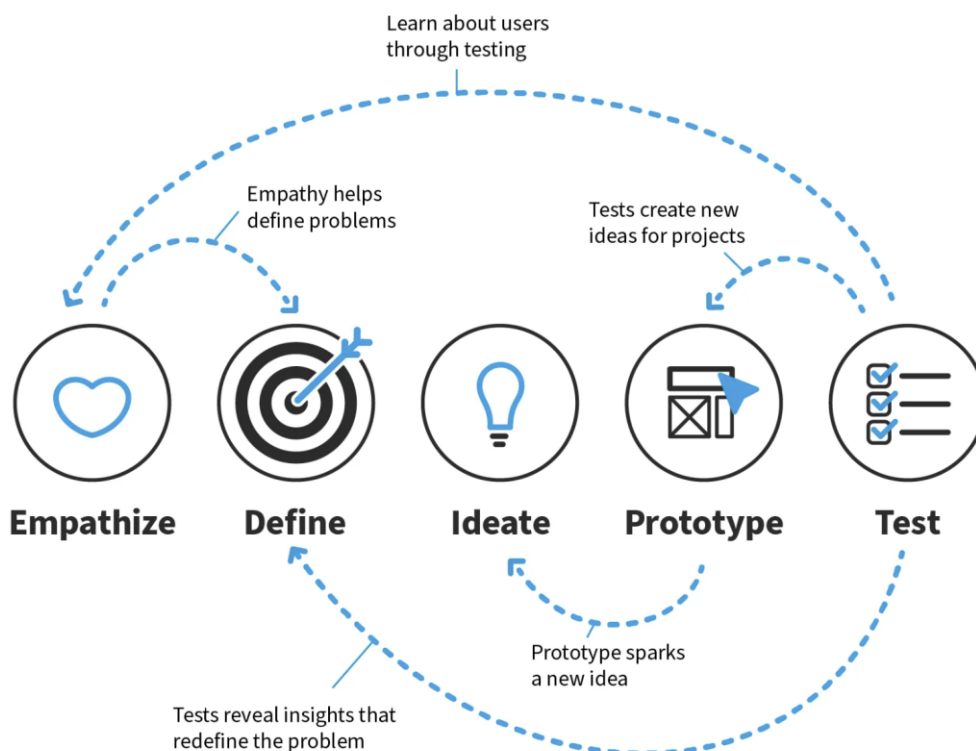 Learn about users
through testing
Empathy helps
define problems
Tests create new
ideas for projects
Empathize
Define
Ideate
Prototype
Test
Prototype sparks
a new idea
Tests reveal insights that
redefine the problem